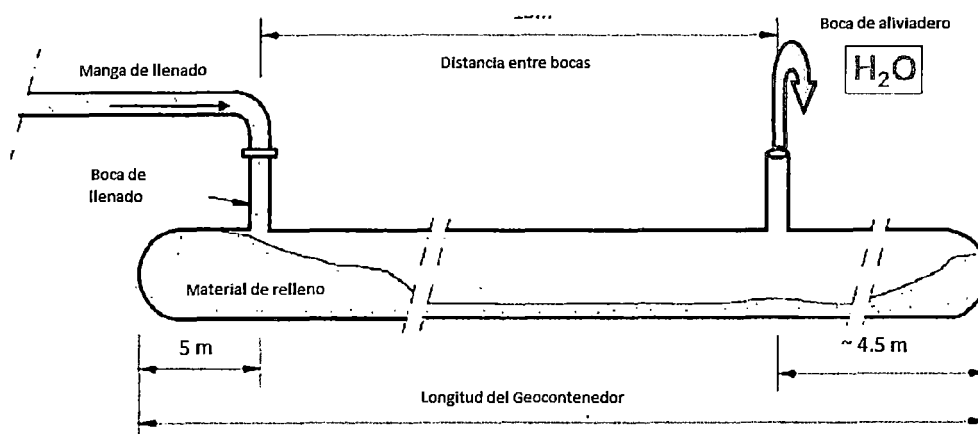 Boca de aliviadero
Manga de llenado
Distancia entre bocas
H₂O
Boca de
llenado
Material de relleno
5 m
~ 4.5 m
Longitud del Geocontenedor